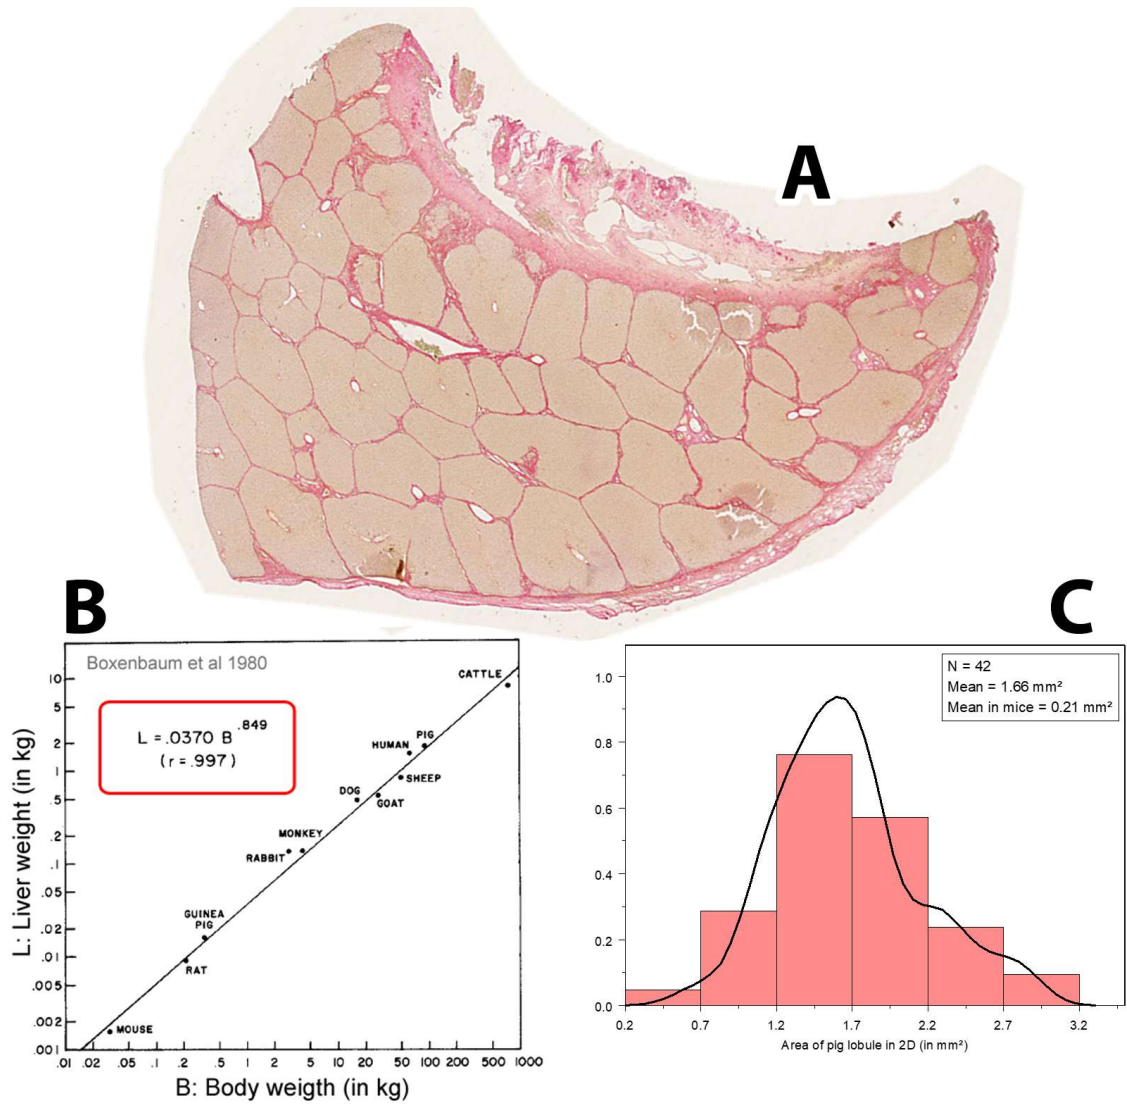 A
B
C
Boxenbaum et al 1980
L = .0370 B .849
(r = .997)
CATTLE
PIG
HUMAN
SHEEP
DOG
GOAT
MONKEY
RABBIT
GUINEA
PIG
RAT
MOUSE
L: Liver weight (in kg)
10
5
2
1
.5
.2
.1
.05
.02
.01
.005
.002
.001
.01 .02 .05 .1 .2 .5 1 2 5 10 20 50 100 200 500 1000
B: Body weigth (in kg)
N = 42
Mean = 1.66 mm²
Mean in mice = 0.21 mm²
1.0
0.8
0.6
0.4
0.2
0.0
0.2 0.7 1.2 1.7 2.2 2.7 3.2
Area of pig lobule in 2D (in mm²)